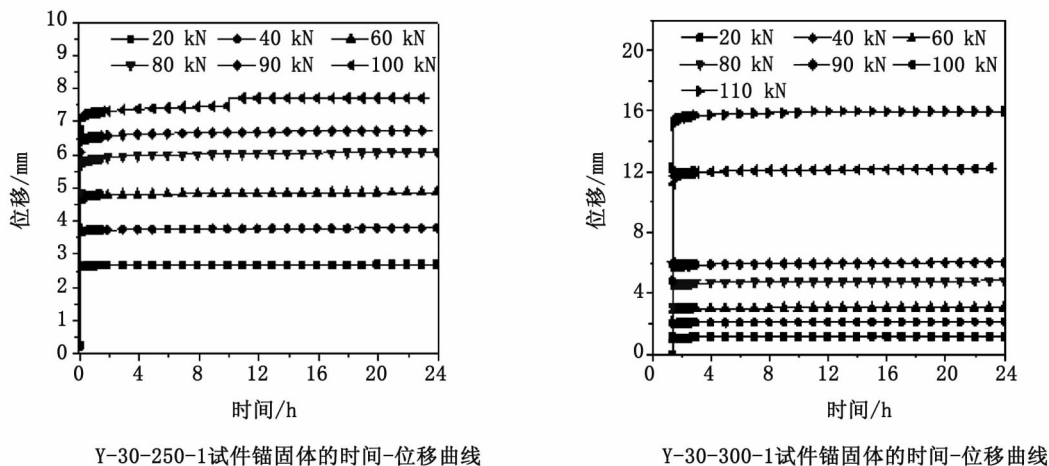 10
9
8
7
6
5
4
3
2
1
0
位移/mm
20 kN 40 kN 60 kN
80 kN 90 kN 100 kN
0 4 8 12 16 20 24
时间/h
Y-30-250-1试件锚固体的时间-位移曲线
20
16
12
8
4
0
位移/mm
20 kN 40 kN 60 kN
80 kN 90 kN 100 kN
110 kN
0 4 8 12 16 20 24
时间/h
Y-30-300-1试件锚固体的时间-位移曲线